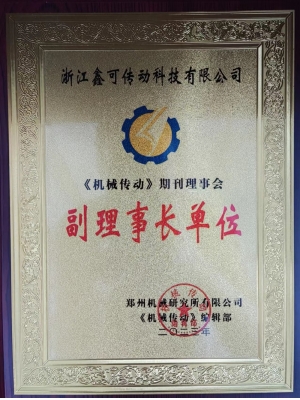 浙江鑫可传动科技有限公司
《机械传动》期刊理事会
副理事长单位
郑州机械研究所有限公司
《机械传动》编辑部
二〇二三年